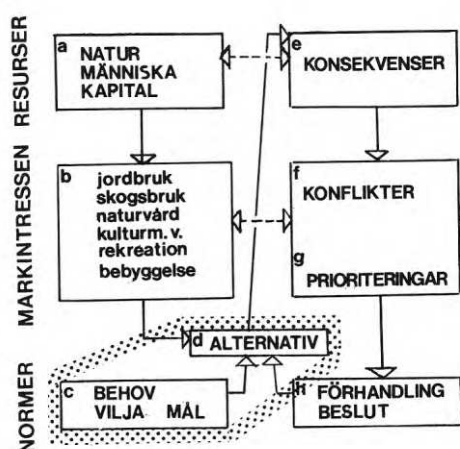 RESURSER
a
NATUR
MÄNNISKA
KAPITAL
e
KONSEKVENSER
MARKINTRESSEN
b
jordbruk
skogsbruk
naturvård
kulturm. v.
rekreation
bebyggelse
f
KONFLIKTER
g
PRIORITERINGAR
NORMER
d
ALTERNATIV
c
BEHOV
VILJA MÅL
h
FÖRHANDLING
BESLUT